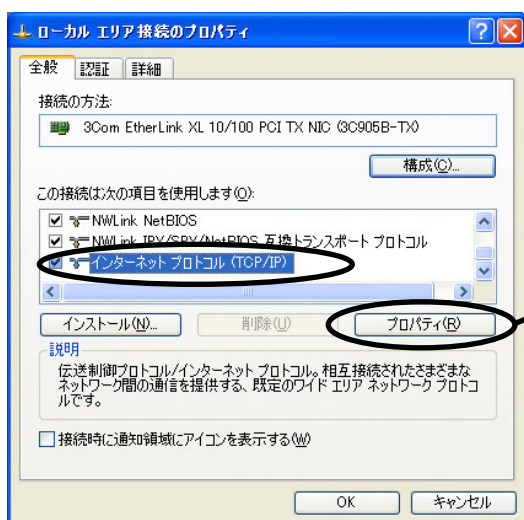 ローカル エリア接続のプロパティ
全般 認証 詳細
接続の方法:
3Com EtherLink XL 10/100 PCI TX NIC (3C905B-TX)
構成(C)...
この接続は次の項目を使用します(O):
NWLink NetBIOS
NWLink IPX/SPX/NetBIOS 互換トランスポート プロトコル
インターネット プロトコル (TCP/IP)
インストール(N)... 削除(U) プロパティ(R)
説明
伝送制御プロトコル/インターネット プロトコル。相互接続されたさまざまな
ネットワーク間の通信を提供する、既定のワイド エリア ネットワーク プロトコ
ルです。
接続時に通知領域にアイコンを表示する(W)
OK キャンセル